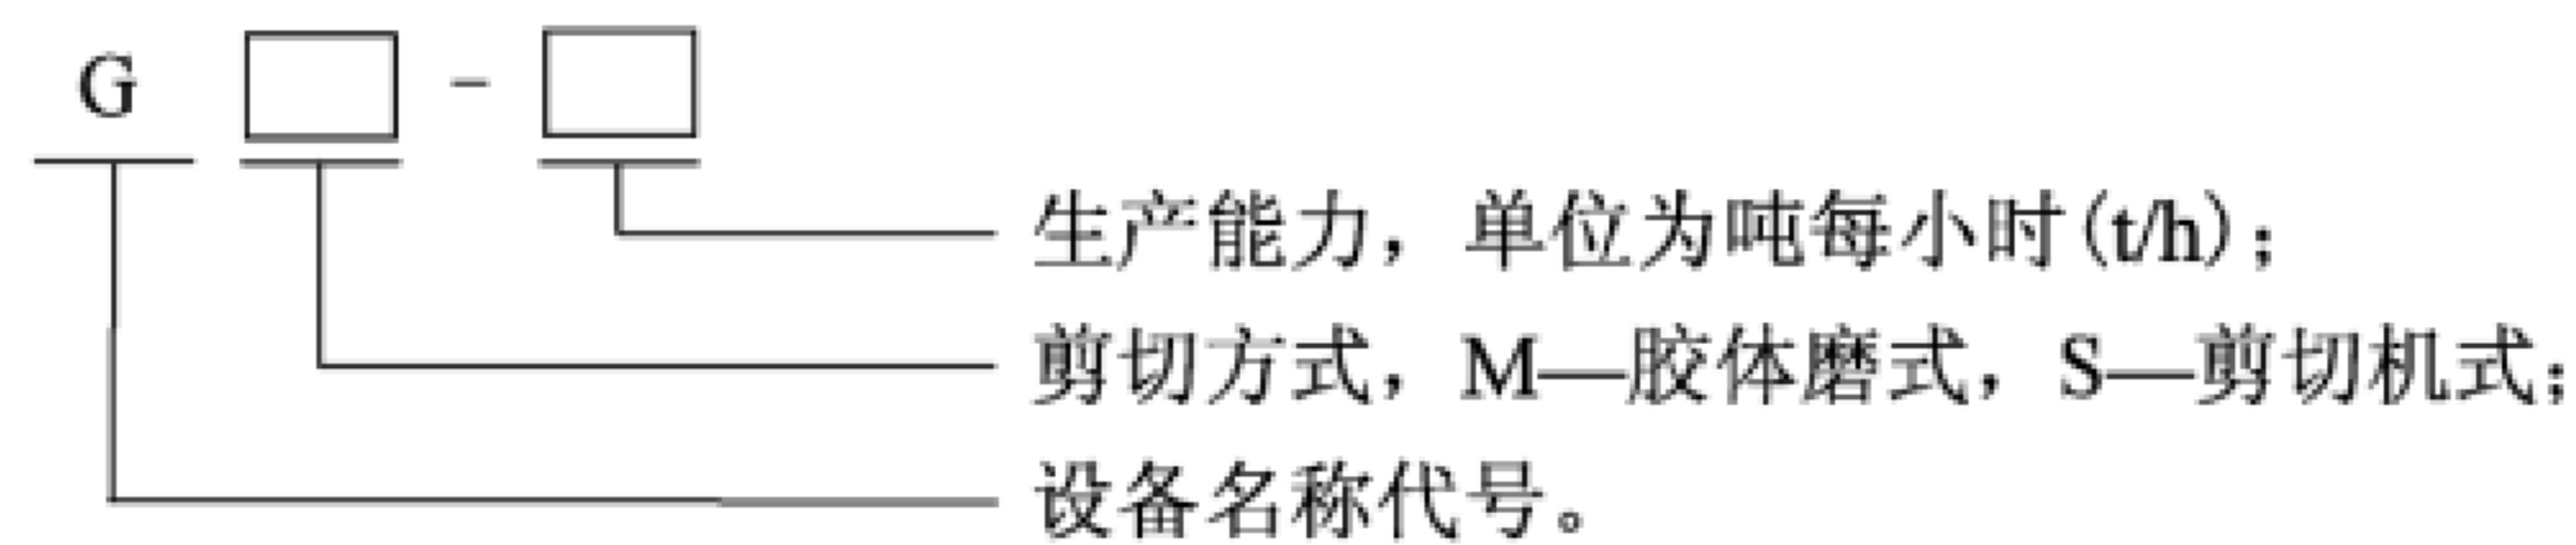 G □ - □
生产能力，单位为吨每小时(t/h)；
剪切方式，M—胶体磨式，S—剪切机式；
设备名称代号。